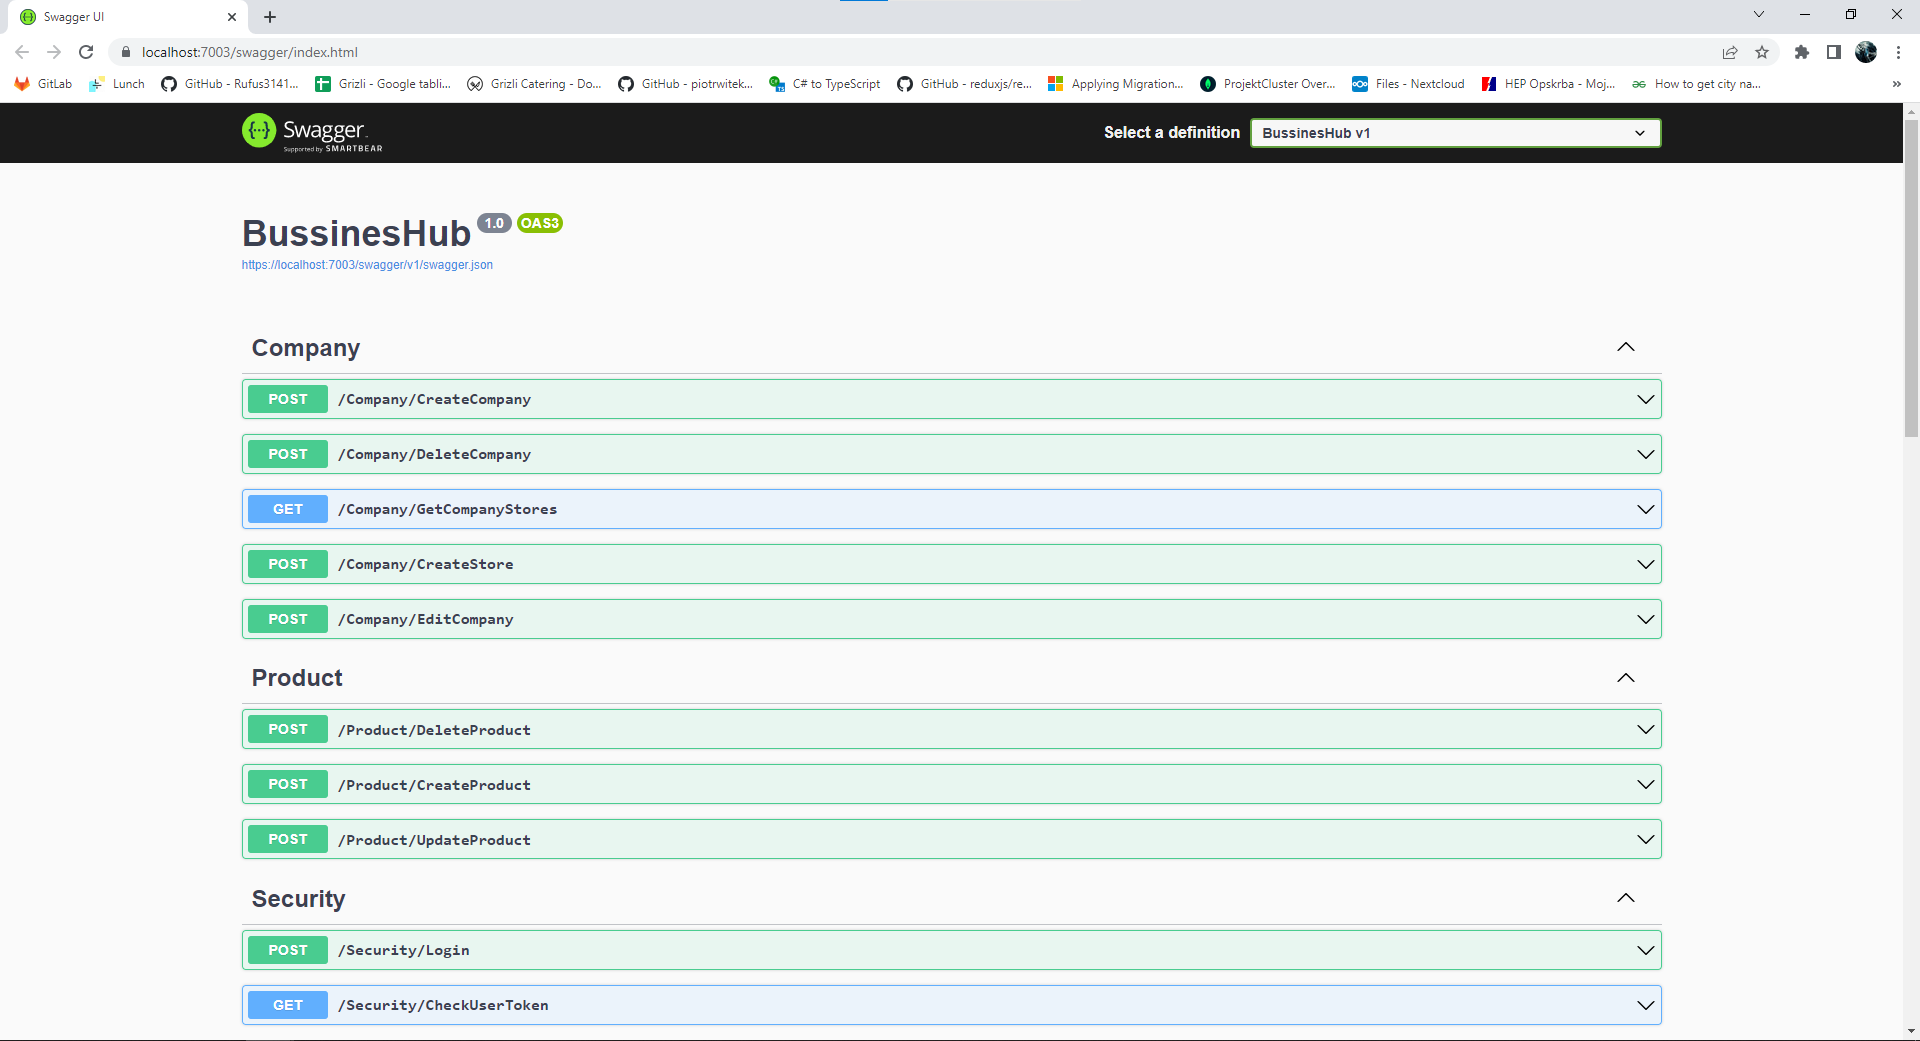 Swagger UI
localhost:7003/swagger/index.html
GitLab Lunch GitHub - Rufus3141... Grizli - Google tabli... Grizli Catering - Do... GitHub - piotrwitek... C# to TypeScript GitHub - reduxjs/re... Applying Migration... ProjektCluster Over... Files - Nextcloud HEP Opskrba - Moj... How to get city na... »
Swagger Select a definition BussinesHub v1
Supported by SMARTBEAR
BussinesHub 1.0 OAS3
https://localhost:7003/swagger/v1/swagger.json
Company
POST /Company/CreateCompany
POST /Company/DeleteCompany
GET /Company/GetCompanyStores
POST /Company/CreateStore
POST /Company/EditCompany
Product
POST /Product/DeleteProduct
POST /Product/CreateProduct
POST /Product/UpdateProduct
Security
POST /Security/Login
GET /Security/CheckUserToken